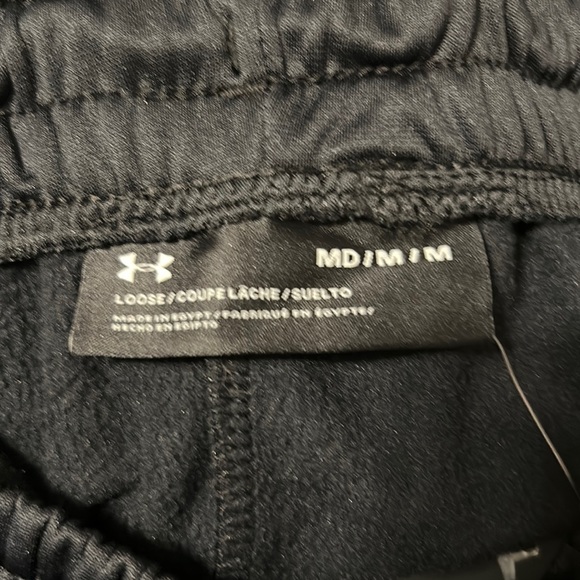 MD/M/M
LOOSE/COUPE LÂCHE/SUELTO
MADE IN EGYPT/FABRIQUÉ EN ÉGYPTE/
HECHO EN EGIPTO